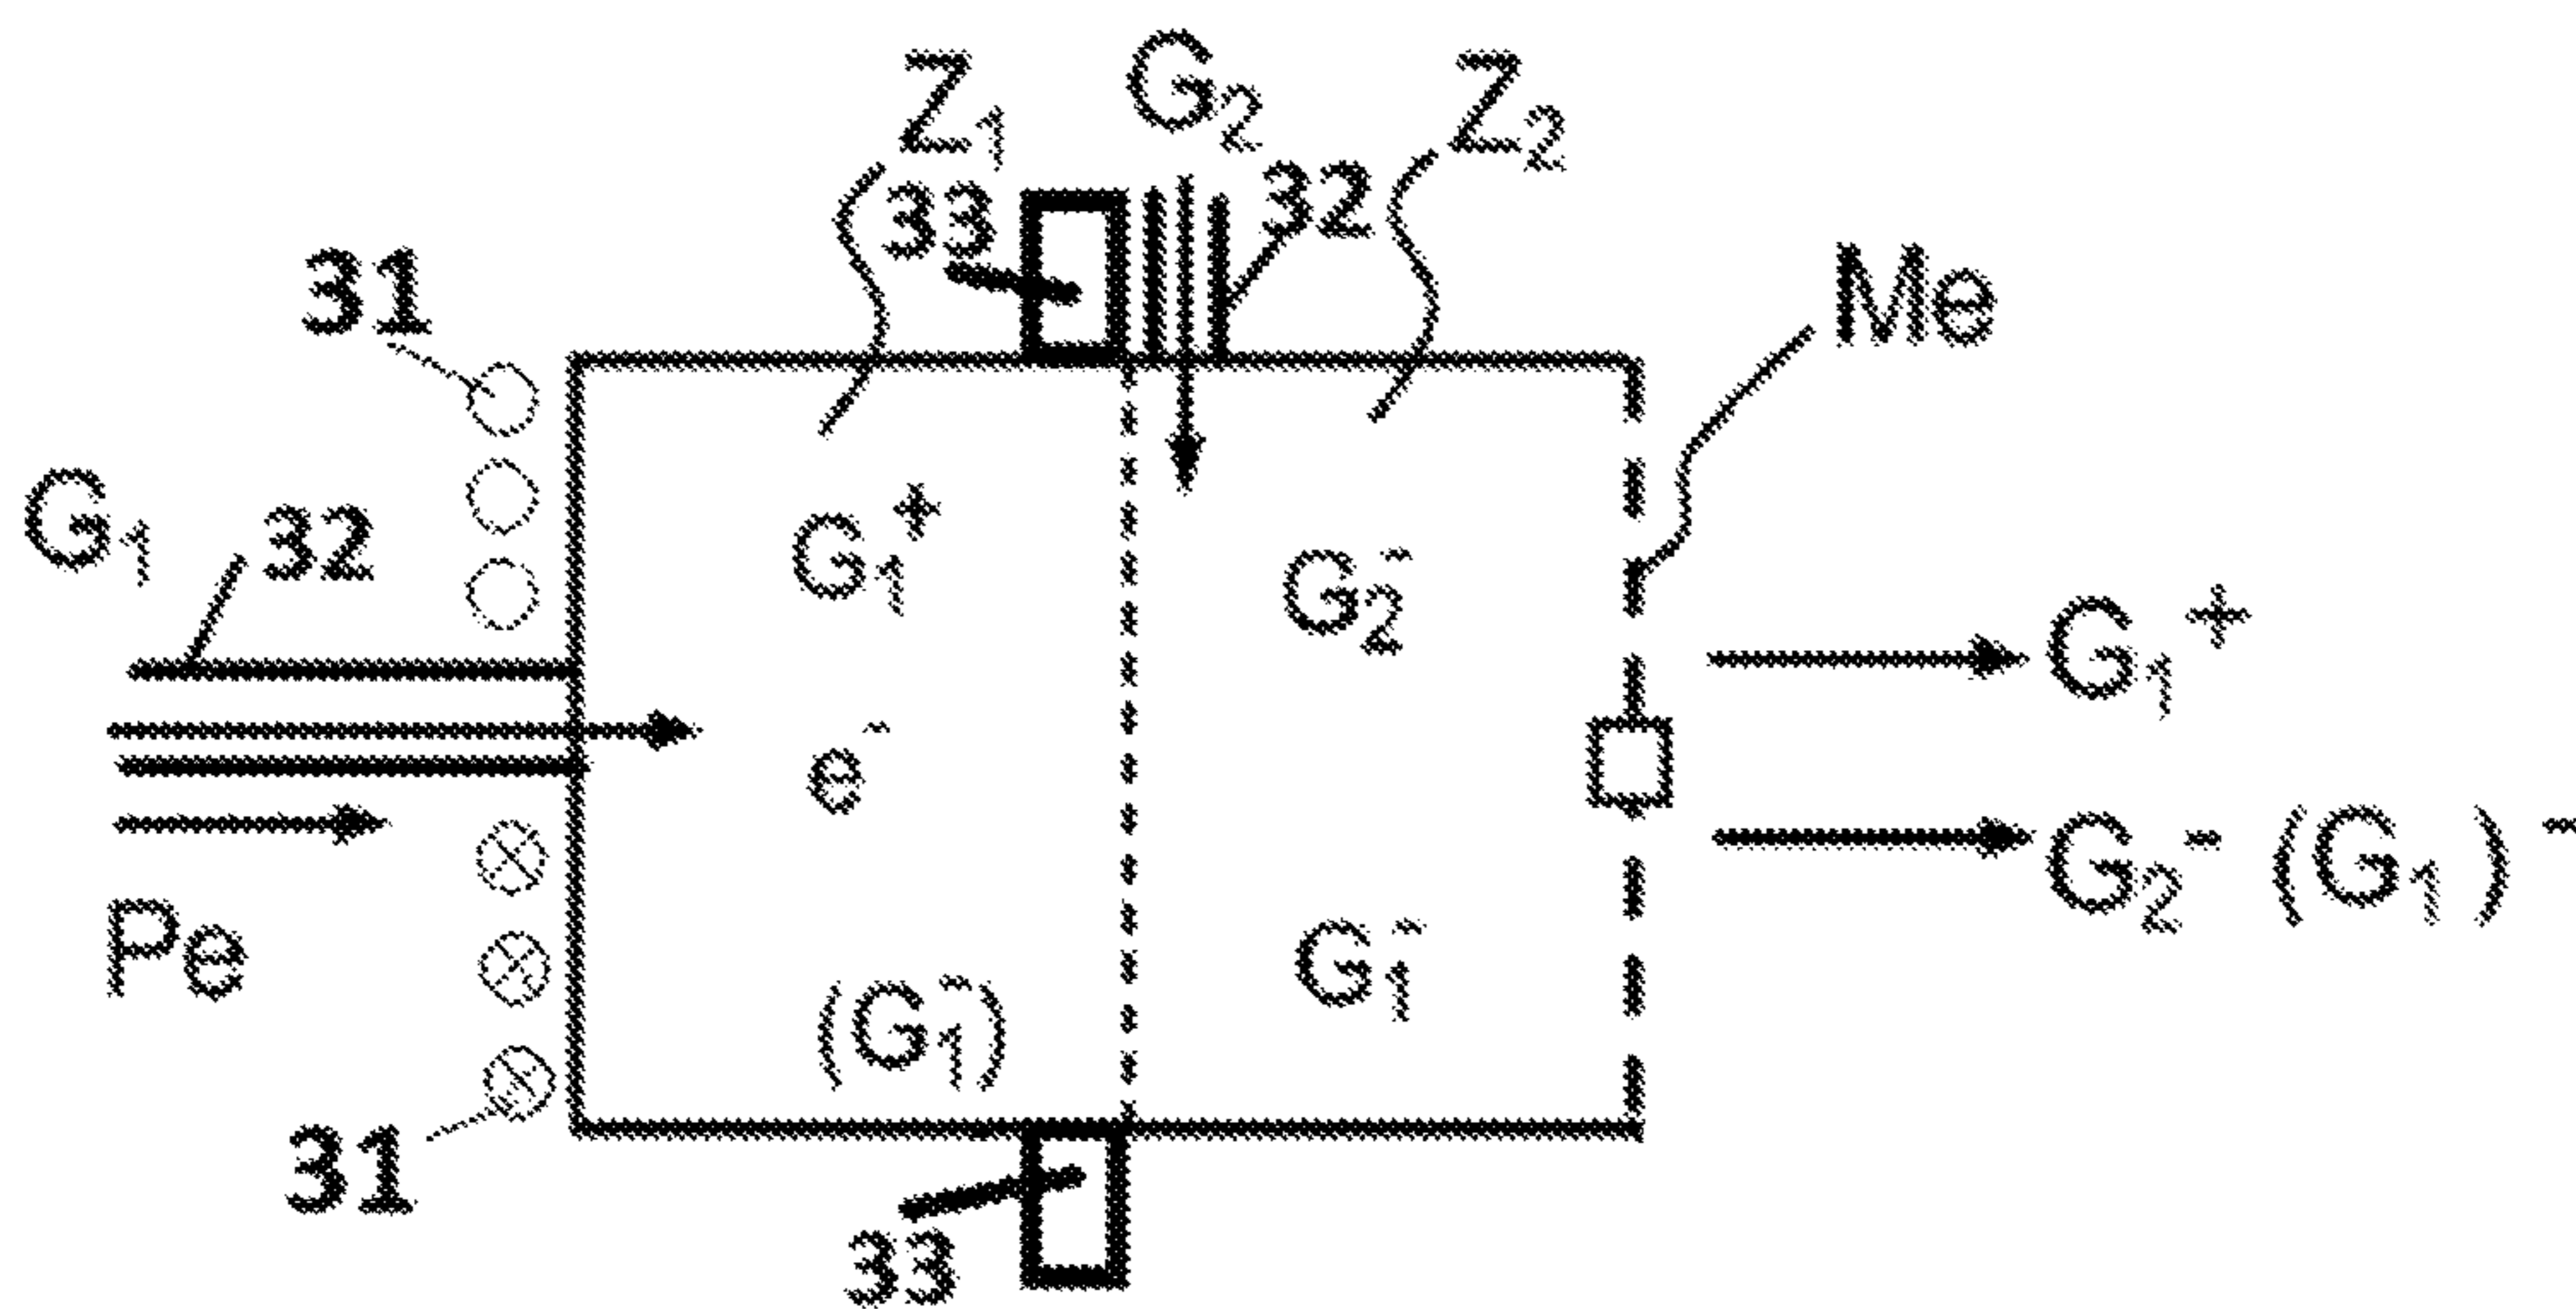 Z₁ G₂ Z₂
33 32
31 Me
G₁ 32
G₁⁺ G₂⁻
G₁⁺
e⁻
G₂⁻ (G₁)⁻
Pe
(G₁⁻) G₁⁻
31
33